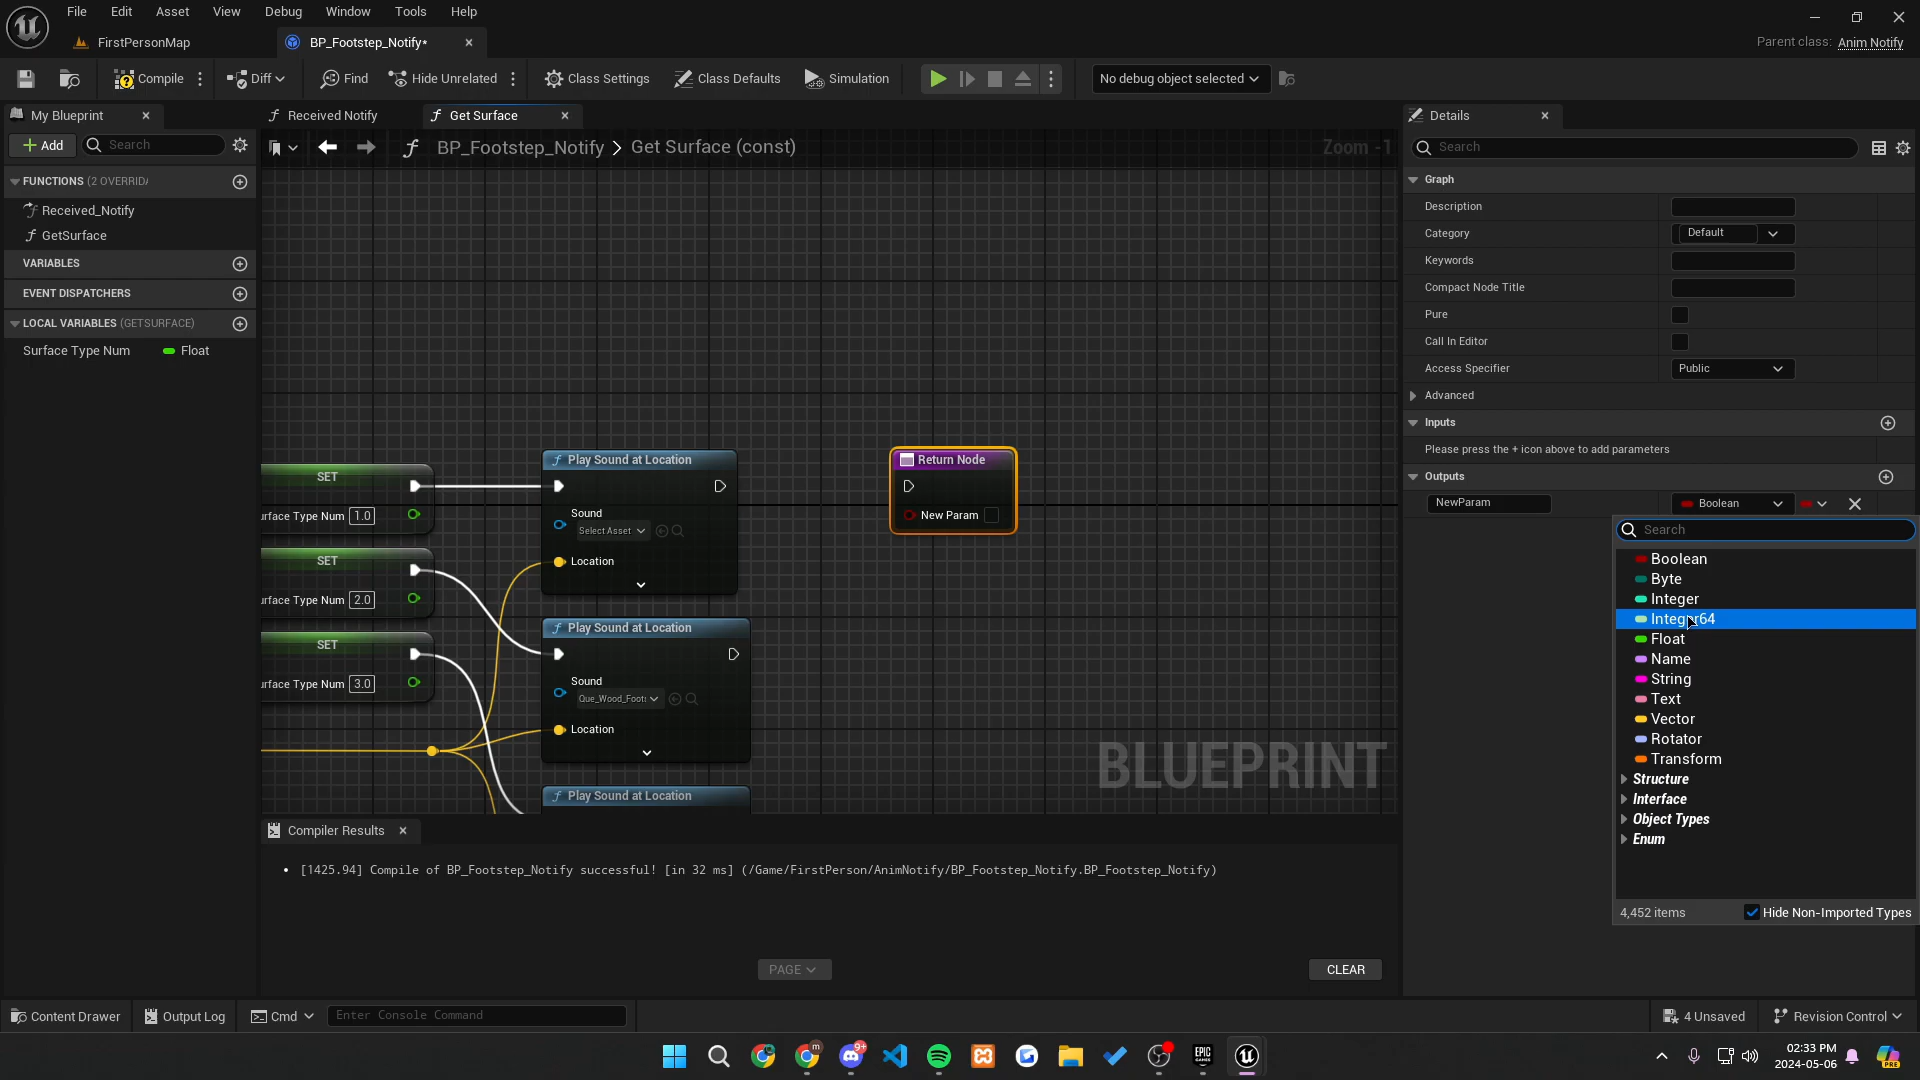 File Edit Asset View Debug Window Tools Help
FirstPersonMap
BP_Footstep_Notify*
Parent class: Anim Notify
Compile
Diff
Find
Hide Unrelated
Class Settings
Class Defaults
Simulation
No debug object selected
My Blueprint
Received Notify
Get Surface
Details
Add
Search
BP_Footstep_Notify > Get Surface (const)
Zoom -1
Search
FUNCTIONS (2 OVERRID
Received_Notify
GetSurface
VARIABLES
EVENT DISPATCHERS
LOCAL VARIABLES (GETSURFACE)
Surface Type Num Float
SET
urface Type Num 1.0
SET
urface Type Num 2.0
SET
urface Type Num 3.0
Play Sound at Location
Sound
Select Asset
Location
Play Sound at Location
Sound
Que_Wood_Foot
Location
Play Sound at Location
Return Node
New Param
BLUEPRINT
Graph
Description
Category Default
Keywords
Compact Node Title
Pure
Call In Editor
Access Specifier Public
Advanced
Inputs
Please press the + icon above to add parameters
Outputs
NewParam Boolean
Search
Boolean
Byte
Integer
Integer64
Float
Name
String
Text
Vector
Rotator
Transform
Structure
Interface
Object Types
Enum
4,452 items Hide Non-Imported Types
Compiler Results
• [1425.94] Compile of BP_Footstep_Notify successful! [in 32 ms] (/Game/FirstPerson/AnimNotify/BP_Footstep_Notify.BP_Footstep_Notify)
PAGE
CLEAR
Content Drawer
Output Log
Cmd
Enter Console Command
4 Unsaved
Revision Control
m
9+
EPIC GAMES
02:33 PM
2024-05-06
PRE